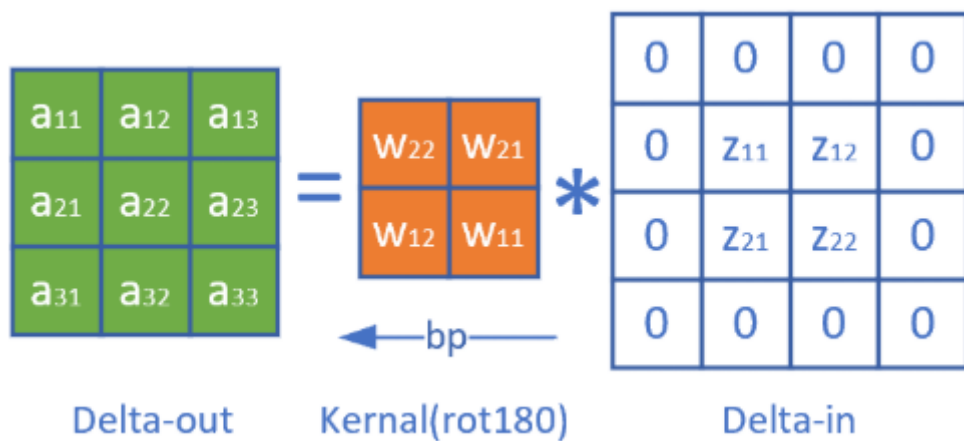 0 0 0 0
a11 a12 a13
w22 w21
0 z11 z12 0
a21 a22 a23
=
*
w12 w11
0 z21 z22 0
a31 a32 a33
0 0 0 0
bp
Delta-out Kernal(rot180) Delta-in